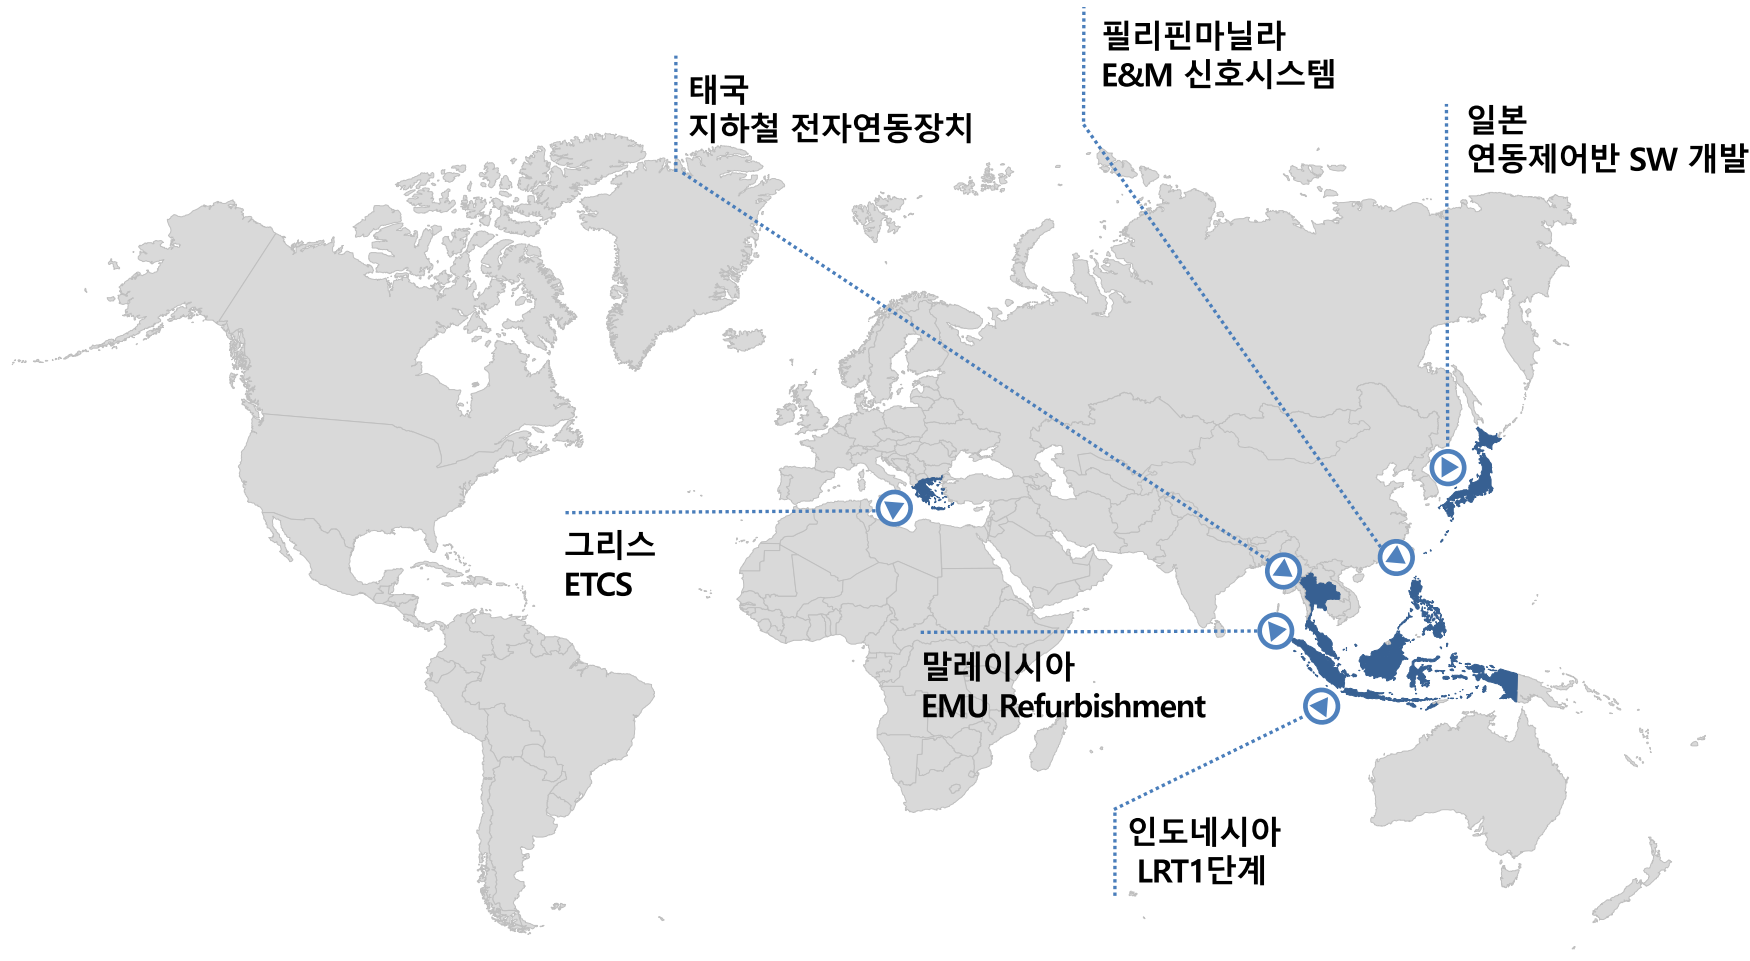 필리핀마닐라
E&M 신호시스템
태국
지하철 전자연동장치
일본
연동제어반 SW 개발
그리스
ETCS
말레이시아
EMU Refurbishment
인도네시아
LRT1단계